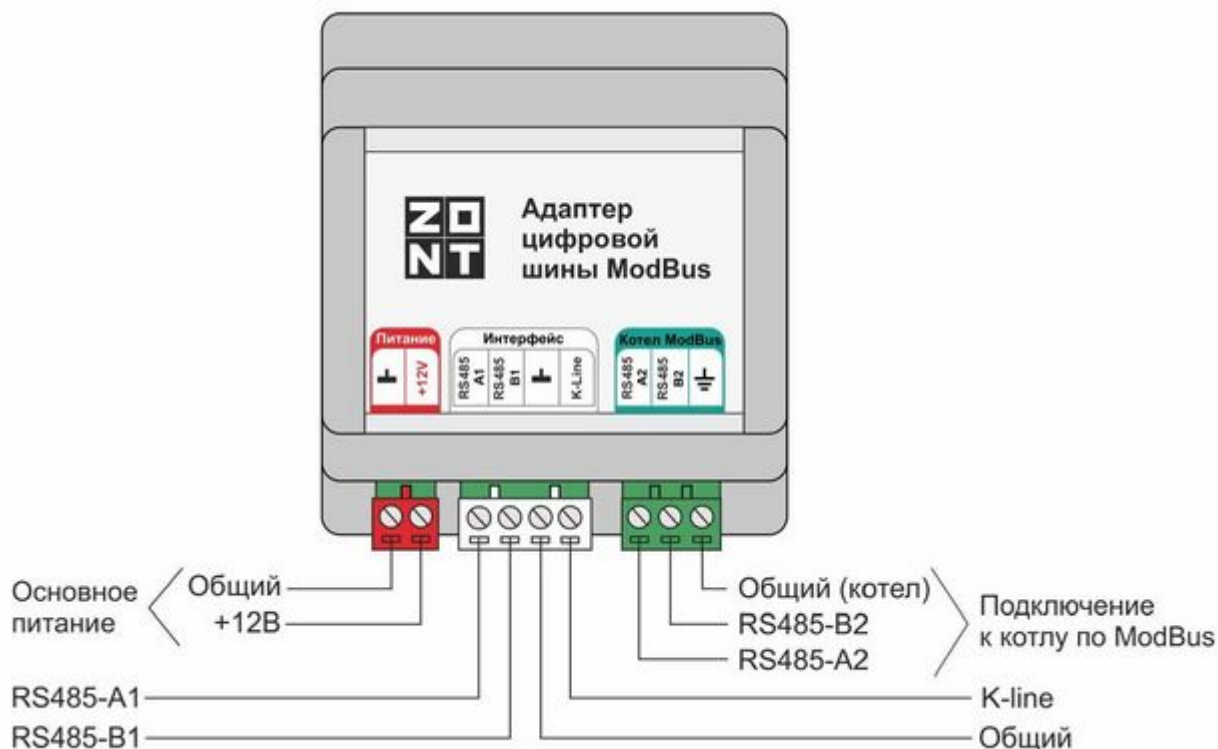 ZO
NT
Адаптер
цифровой
шины ModBus
Питание
+12V
Интерфейс
RS485
A1
RS485
B1
K-Line
Котел ModBus
RS485
A2
RS485
B2
Основное
питание
Общий
+12В
RS485-A1
RS485-B1
Общий (котел)
RS485-B2
RS485-A2
Подключение
к котлу по ModBus
K-line
Общий